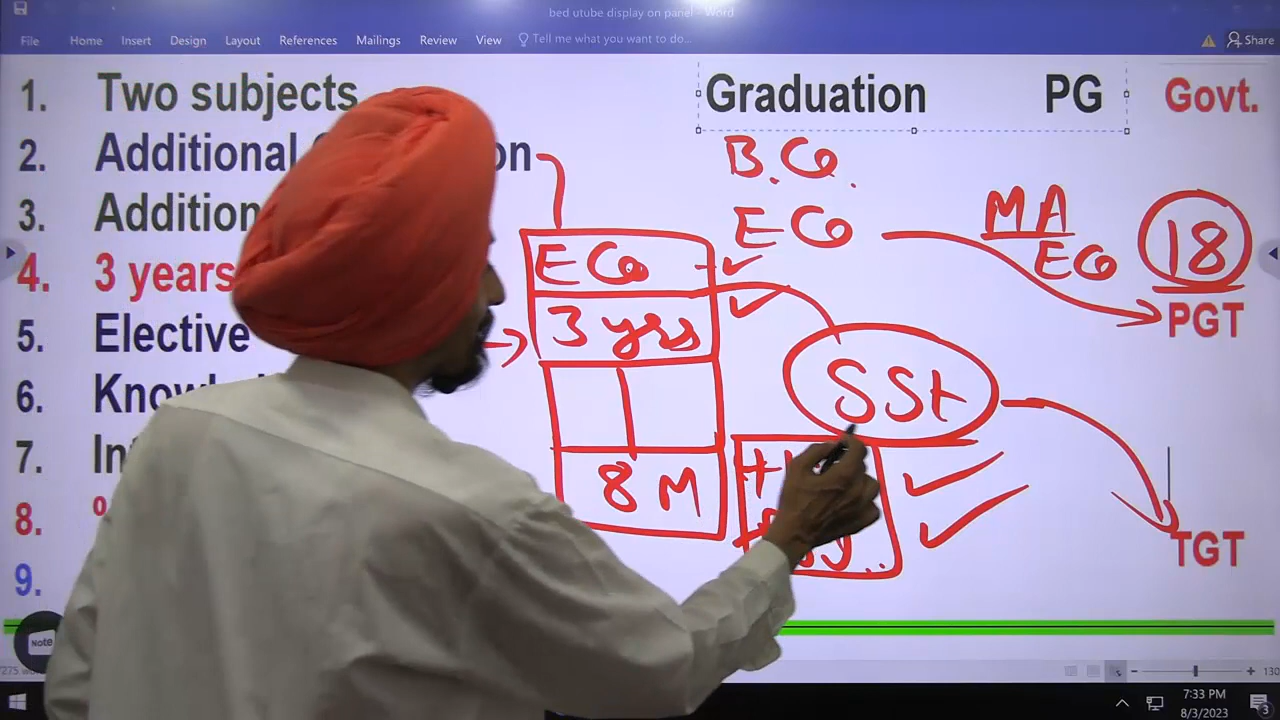 bed utube display on panel - Word
File Home Insert Design Layout References Mailings Review View Tell me what you want to do... Share
1. Two subjects Graduation PG Govt.
2. Additional
B.Co.
3.
ECo MA ECo 18
4. 3 years ECo PGT
5. Elective 3 yrs
6. SSt
7.
8. 8 M
TGT
9.
Note
130
7:33 PM
8/3/2023
3